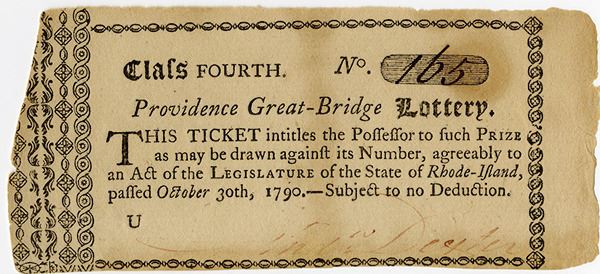 Claſs FOURTH. No. 165
Providence Great-Bridge Lottery.
THIS TICKET intitles the Poſſeſſor to ſuch PRIZE
as may be drawn againſt its Number, agreeably to
an Act of the LEGISLATURE of the State of Rhode-Iſland,
paſſed October 30th, 1790.—Subject to no Deduction.
U